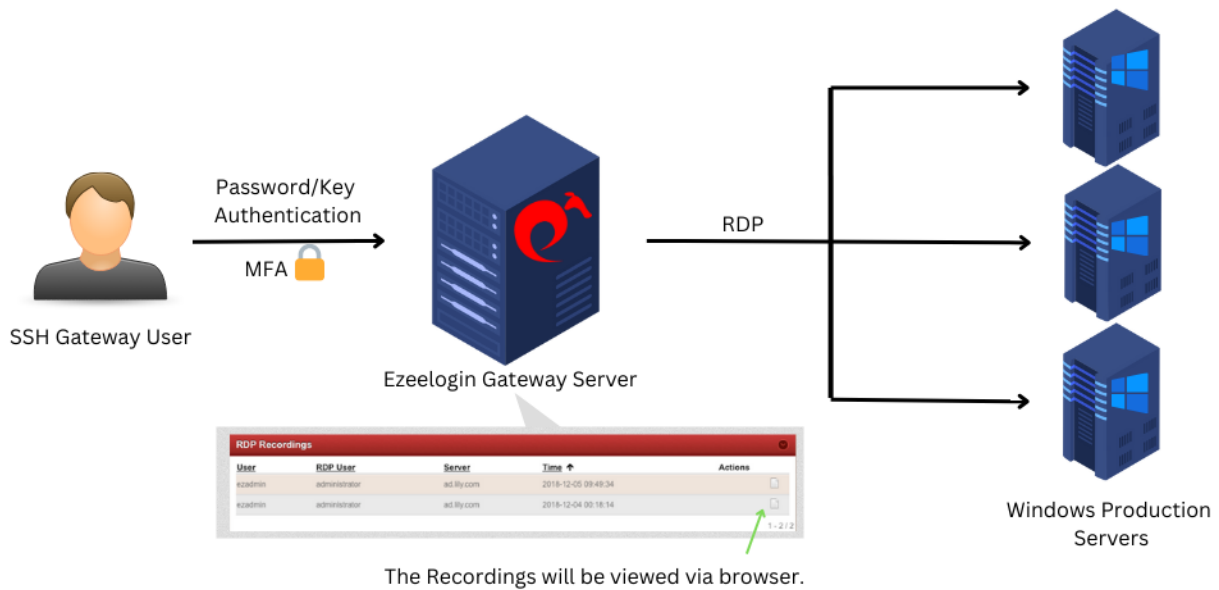 Password/Key
Authentication
MFA
SSH Gateway User
Ezeelogin Gateway Server
RDP
Windows Production
Servers
RDP Recordings
User RDP User Server Time ↑ Actions
ezadmin administrator ad.lily.com 2018-12-05 09:49:34
ezadmin administrator ad.lily.com 2018-12-04 00:18:14
1 - 2 / 2
The Recordings will be viewed via browser.